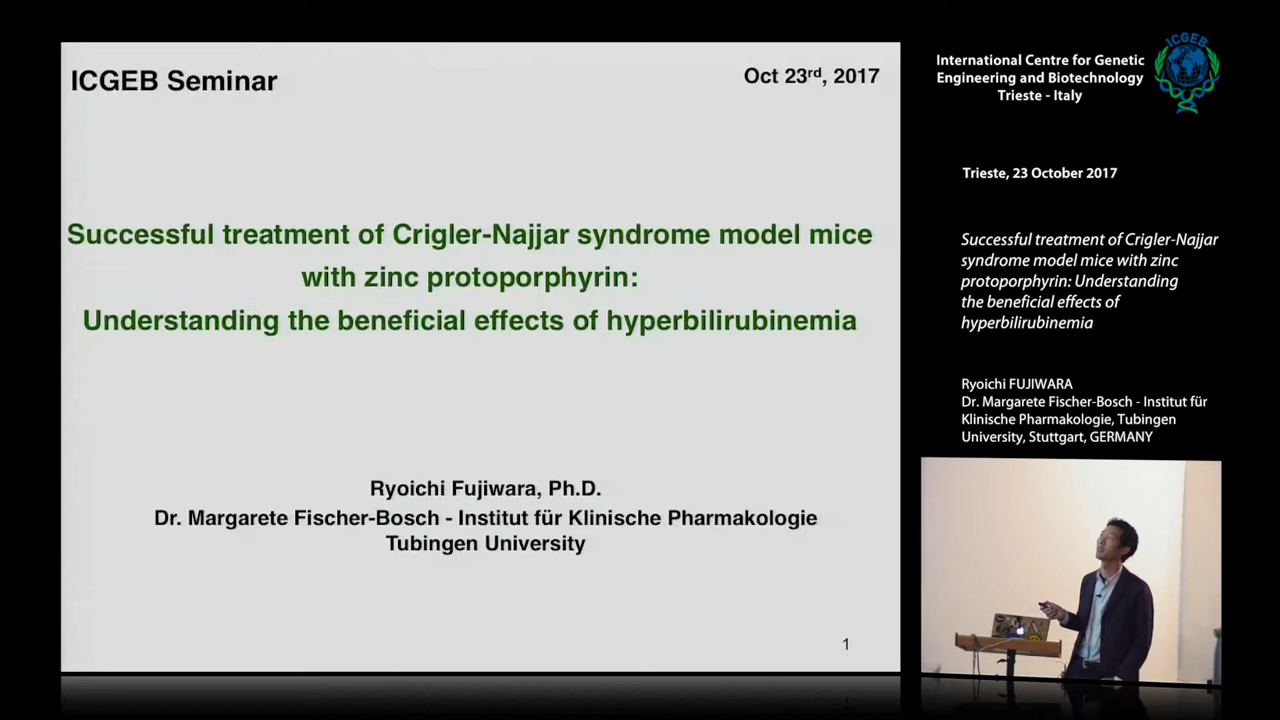 ICGEB Seminar
Oct 23rd, 2017
Successful treatment of Crigler-Najjar syndrome model mice
with zinc protoporphyrin:
Understanding the beneficial effects of hyperbilirubinemia
Ryoichi Fujiwara, Ph.D.
Dr. Margarete Fischer-Bosch - Institut für Klinische Pharmakologie
Tubingen University
1
International Centre for Genetic
Engineering and Biotechnology
Trieste - Italy
ICGEB
Trieste, 23 October 2017
Successful treatment of Crigler-Najjar
syndrome model mice with zinc
protoporphyrin: Understanding
the beneficial effects of
hyperbilirubinemia
Ryoichi FUJIWARA
Dr. Margarete Fischer-Bosch - Institut für
Klinische Pharmakologie, Tubingen
University, Stuttgart, GERMANY